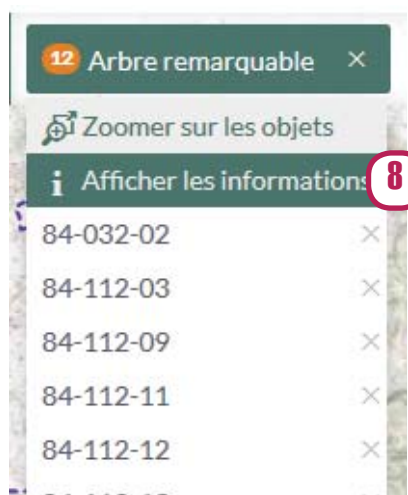 12 Arbre remarquable ×
Zoomer sur les objets
i Afficher les informations 8
84-032-02 ×
84-112-03 ×
84-112-09 ×
84-112-11 ×
84-112-12 ×